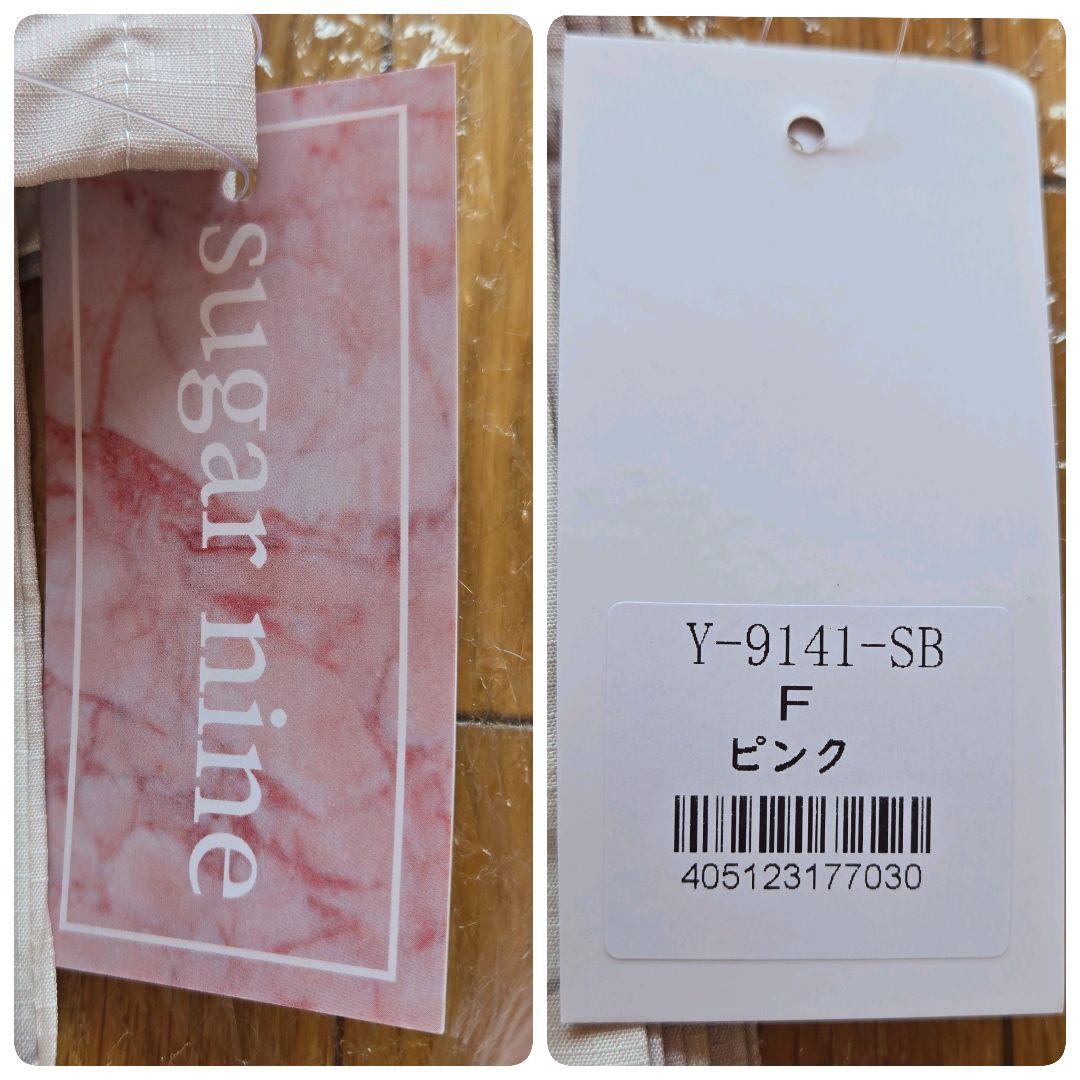 sugar nine
Y-9141-SB
F
ピンク
405123177030